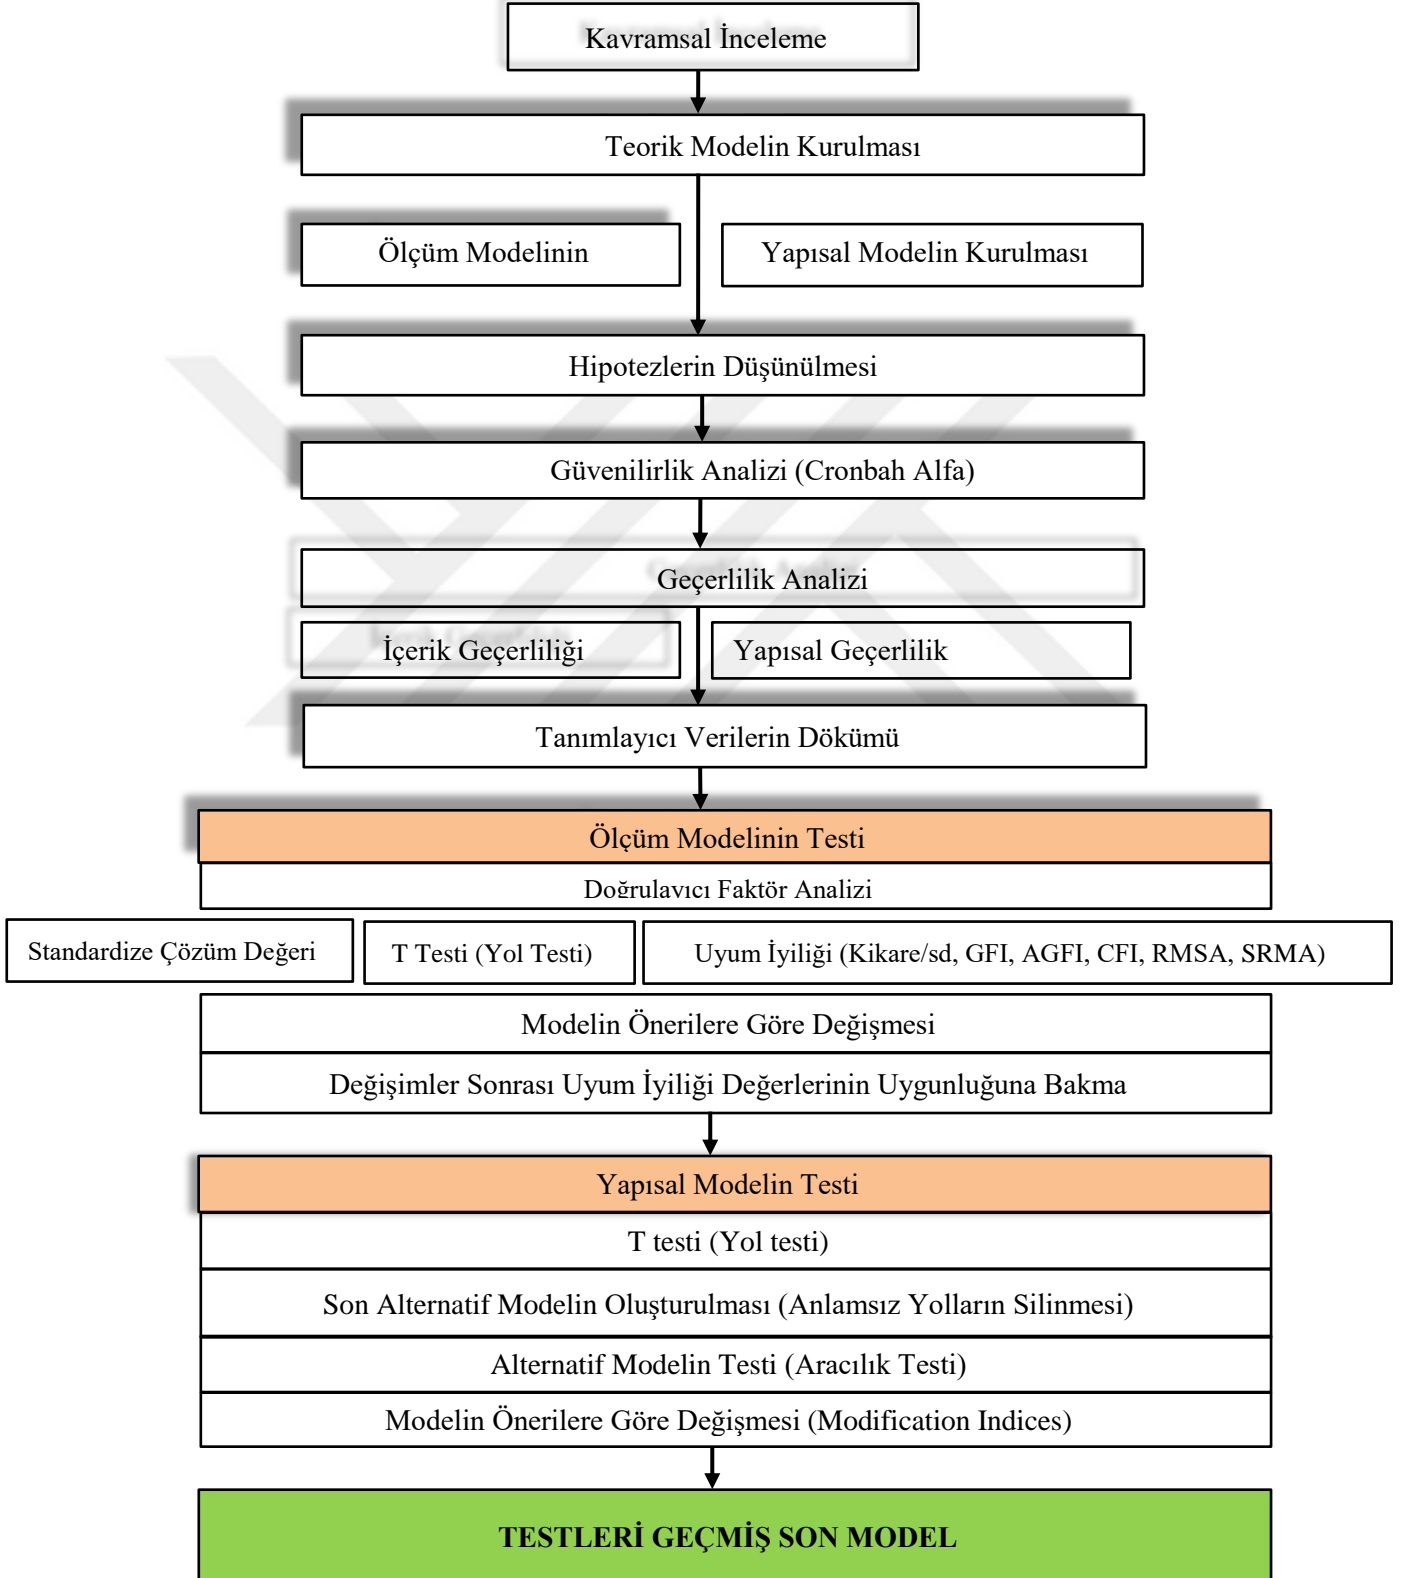 Kavramsal İnceleme
Teorik Modelin Kurulması
Ölçüm Modelinin
Yapısal Modelin Kurulması
Hipotezlerin Düşünülmesi
Güvenilirlik Analizi (Cronbah Alfa)
Geçerlilik Analizi
İçerik Geçerliliği
Yapısal Geçerlilik
Tanımlayıcı Verilerin Dökümü
Ölçüm Modelinin Testi
Doğrulayıcı Faktör Analizi
Standardize Çözüm Değeri
T Testi (Yol Testi)
Uyum İyiliği (Kikare/sd, GFI, AGFI, CFI, RMSA, SRMA)
Modelin Önerilere Göre Değişmesi
Değişimler Sonrası Uyum İyiliği Değerlerinin Uygunluğuna Bakma
Yapısal Modelin Testi
T testi (Yol testi)
Son Alternatif Modelin Oluşturulması (Anlamsız Yolların Silinmesi)
Alternatif Modelin Testi (Aracılık Testi)
Modelin Önerilere Göre Değişmesi (Modification Indices)
TESTLERİ GEÇMİŞ SON MODEL